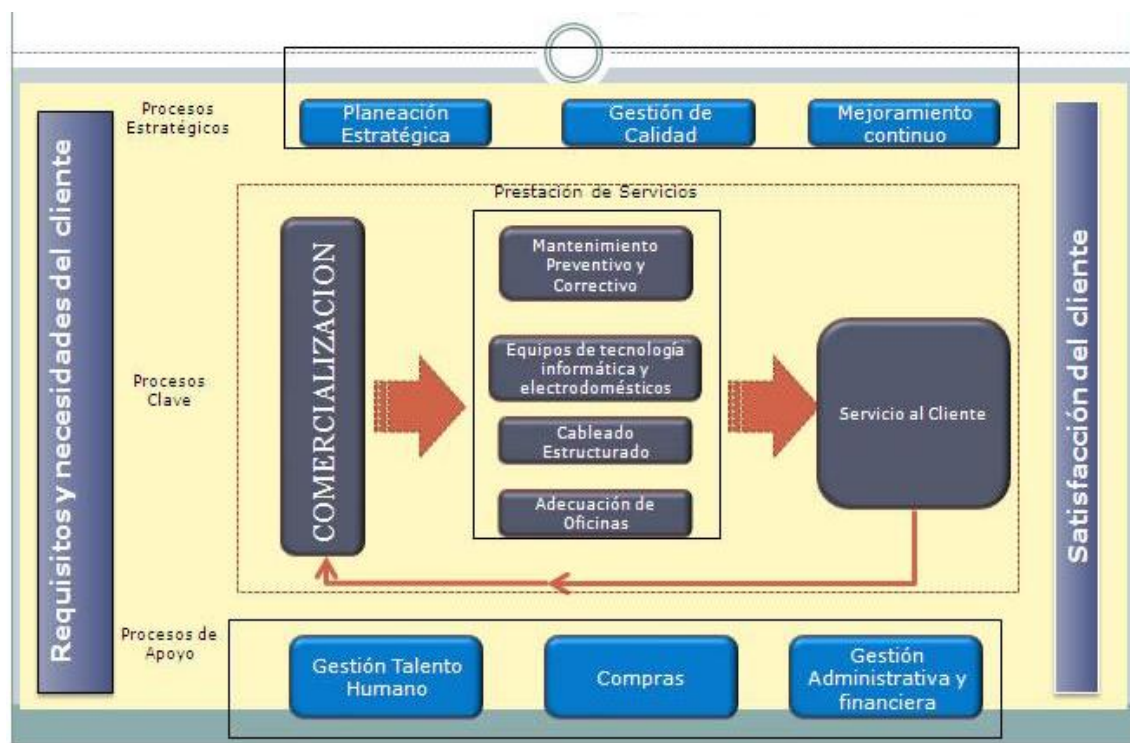 Requisitos y necesidades del cliente
Procesos
Estratégicos
Planeación
Estratégica
Gestión de
Calidad
Mejoramiento
continuo
Prestación de Servicios
Procesos
Clave
COMERCIALIZACION
Mantenimiento
Preventivo y
Correctivo
Equipos de tecnología
informática y
electrodomésticos
Cableado
Estructurado
Adecuación de
Oficinas
Servicio al Cliente
Procesos de
Apoyo
Gestión Talento
Humano
Compras
Gestión
Administrativa y
financiera
Satisfacción del cliente